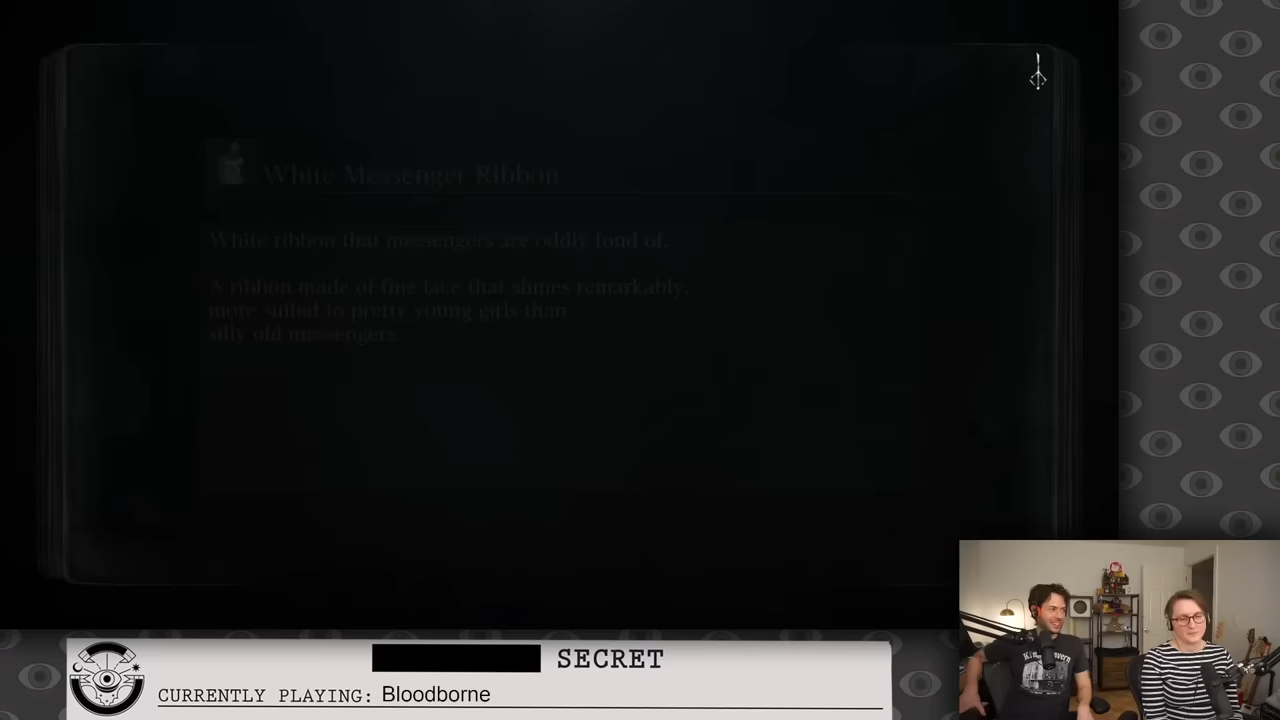 White Messenger Ribbon
White ribbon that messengers are oddly fond of.
A ribbon made of fine lace that shines remarkably,
more suited to pretty young girls than
silly old messengers.
SECRET
CURRENTLY PLAYING: Bloodborne